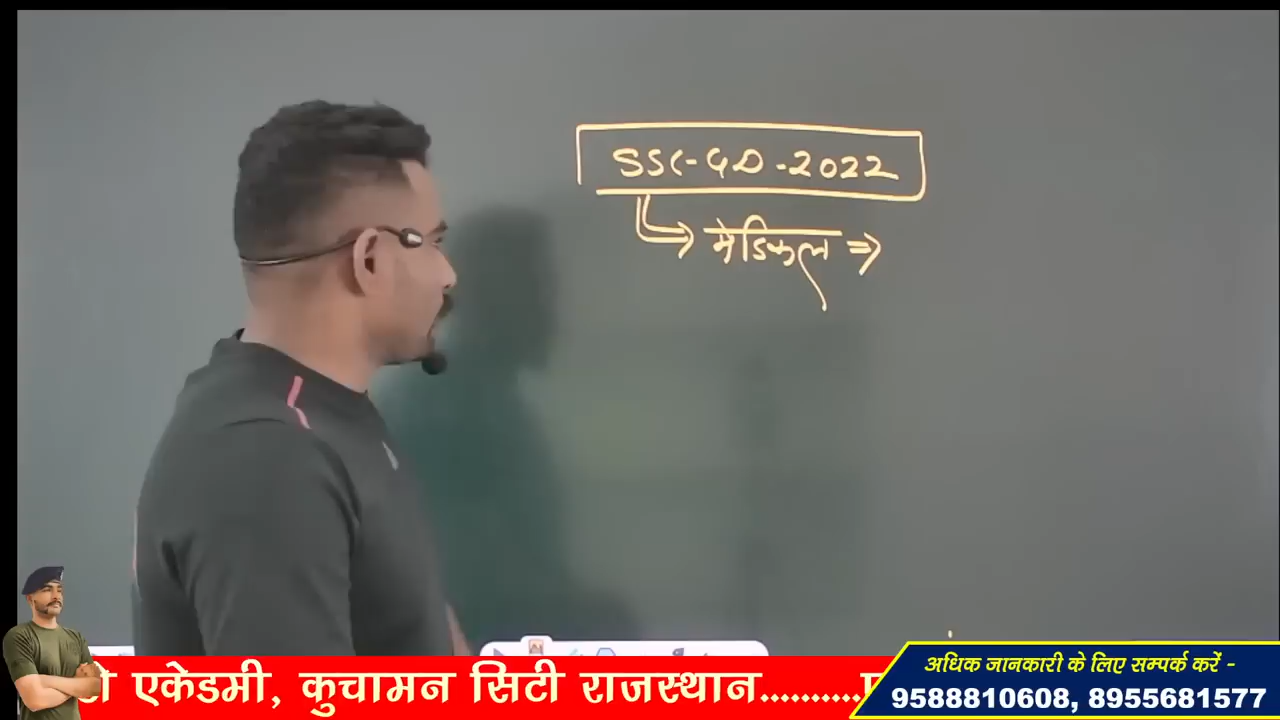 SSC-GD-2022
मेडिकल ⇒
एकेडमी, कुचामन सिटी राजस्थान..........
अधिक जानकारी के लिए सम्पर्क करें -
9588810608, 8955681577